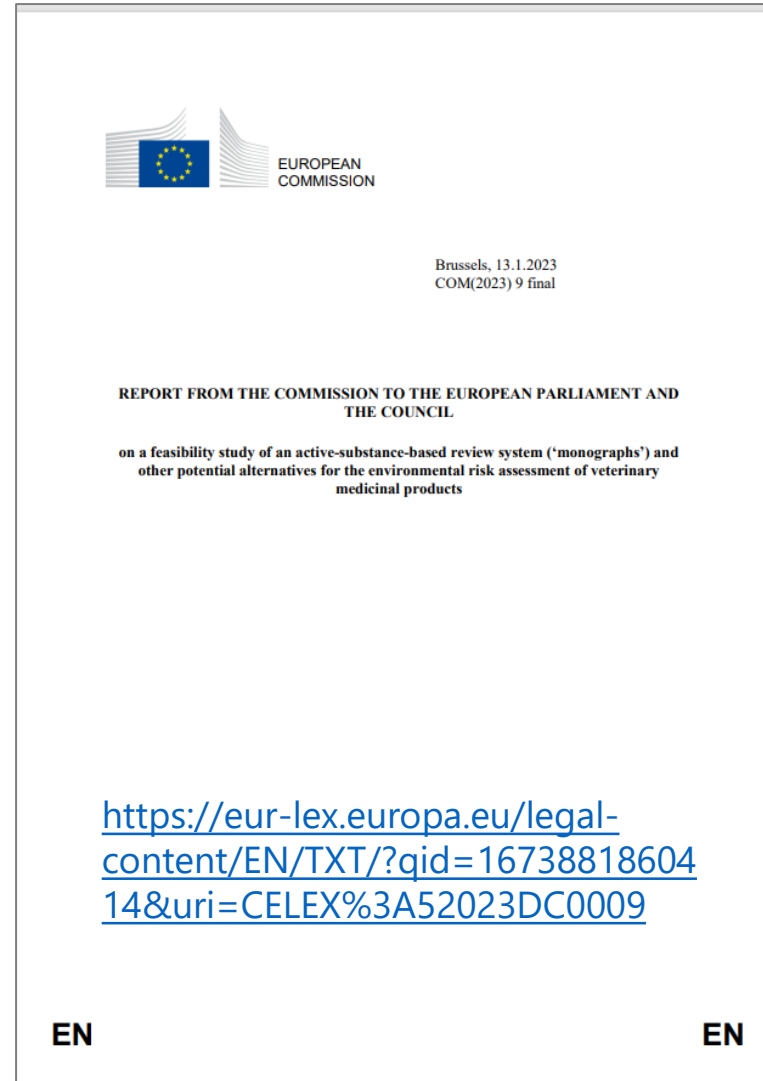 EUROPEAN
COMMISSION
Brussels, 13.1.2023
COM(2023) 9 final
REPORT FROM THE COMMISSION TO THE EUROPEAN PARLIAMENT AND
THE COUNCIL
on a feasibility study of an active-substance-based review system (‘monographs’) and
other potential alternatives for the environmental risk assessment of veterinary
medicinal products
https://eur-lex.europa.eu/legal-
content/EN/TXT/?qid=16738818604
14&uri=CELEX%3A52023DC0009
EN EN